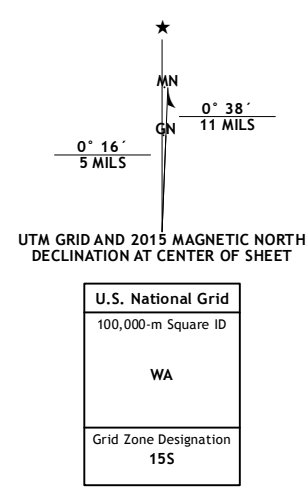 MN
0° 38´
11 MILS
GN
0° 16´
5 MILS
UTM GRID AND 2015 MAGNETIC NORTH
DECLINATION AT CENTER OF SHEET
U.S. National Grid
100,000-m Square ID
WA
Grid Zone Designation
15S